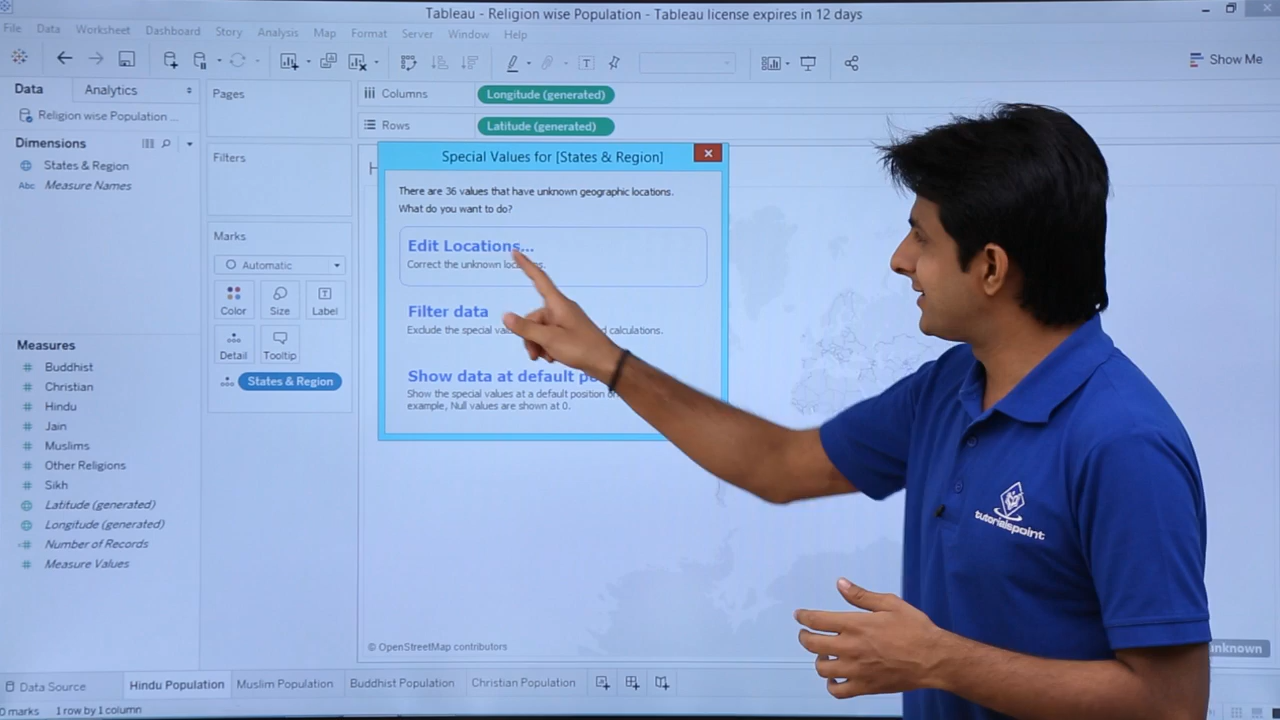 Tableau - Religion wise Population - Tableau license expires in 12 days
File Data Worksheet Dashboard Story Analysis Map Format Server Window Help
Show Me
Data Analytics
Religion wise Population ...
Dimensions
States & Region
Abc Measure Names
Measures
Buddhist
Christian
Hindu
Jain
Muslims
Other Religions
Sikh
Latitude (generated)
Longitude (generated)
Number of Records
Measure Values
Pages
Filters
Marks
Automatic
Color Size Label
Detail Tooltip
States & Region
Columns Longitude (generated)
Rows Latitude (generated)
Special Values for [States & Region]
There are 36 values that have unknown geographic locations.
What do you want to do?
Edit Locations...
Correct the unknown
Filter data
Exclude the special calculations.
Show data at default
Show the special values at a default position
example, Null values are shown at 0.
© OpenStreetMap contributors
tutorialspoint
Data Source Hindu Population Muslim Population Buddhist Population Christian Population
0 marks 1 row by 1 column